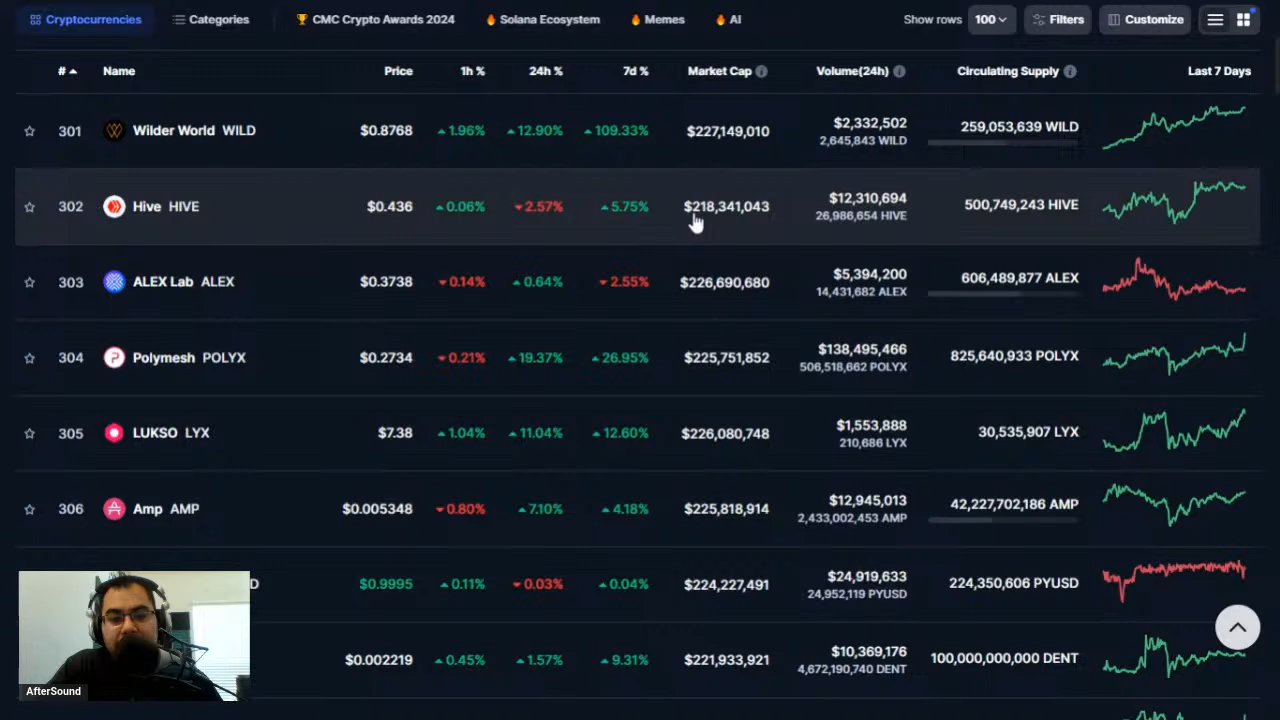 Cryptocurrencies Categories 🏆 CMC Crypto Awards 2024 🔥 Solana Ecosystem 🔥 Memes 🔥 AI Show rows 100 Filters Customize
# Name Price 1h % 24h % 7d % Market Cap Volume(24h) Circulating Supply Last 7 Days
301 Wilder World WILD $0.8768 1.96% 12.90% 109.33% $227,149,010 $2,332,502 259,053,639 WILD
2,645,843 WILD
302 Hive HIVE $0.436 0.06% 2.57% 5.75% $218,341,043 $12,310,694 500,749,243 HIVE
26,986,654 HIVE
303 ALEX Lab ALEX $0.3738 0.14% 0.64% 2.55% $226,690,680 $5,394,200 606,489,877 ALEX
14,431,682 ALEX
304 Polymesh POLYX $0.2734 0.21% 19.37% 26.95% $225,751,852 $138,495,466 825,640,933 POLYX
506,518,662 POLYX
305 LUKSO LYX $7.38 1.04% 11.04% 12.60% $226,080,748 $1,553,888 30,535,907 LYX
210,686 LYX
306 Amp AMP $0.005348 0.80% 7.10% 4.18% $225,818,914 $12,945,013 42,227,702,186 AMP
2,433,002,453 AMP
D $0.9995 0.11% 0.03% 0.04% $224,227,491 $24,919,633 224,350,606 PYUSD
24,952,119 PYUSD
$0.002219 0.45% 1.57% 9.31% $221,933,921 $10,369,176 100,000,000,000 DENT
4,672,190,740 DENT
AfterSound